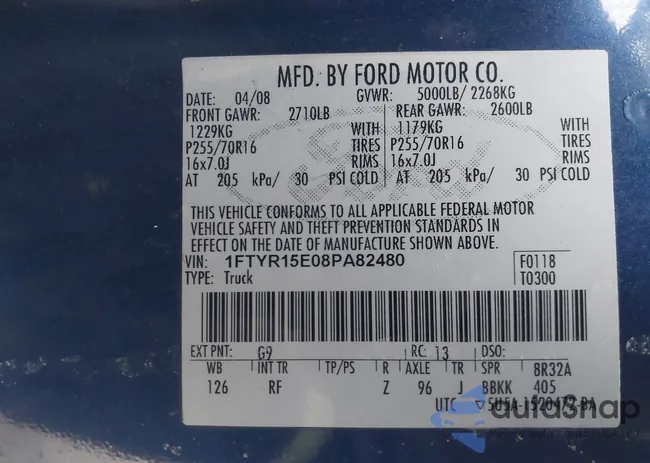 MFD. BY FORD MOTOR CO.
DATE: 04/08 GVWR: 5000LB/ 2268KG
FRONT GAWR: 2710LB REAR GAWR: 2600LB
1229KG WITH 1179KG WITH
P255/70R16 TIRES P255/70R16 TIRES
16x7.0J RIMS 16x7.0J RIMS
AT 205 kPa/ 30 PSI COLD AT 205 kPa/ 30 PSI COLD
THIS VEHICLE CONFORMS TO ALL APPLICABLE FEDERAL MOTOR
VEHICLE SAFETY AND THEFT PREVENTION STANDARDS IN
EFFECT ON THE DATE OF MANUFACTURE SHOWN ABOVE.
VIN: 1FTYR15E08PA82480 F0118
TYPE: Truck T0300
EXT PNT: G9 RC: 13 DSO:
WB INT TR TP/PS R AXLE TR SPR 8R32A
126 RF Z 96 J BBKK 405
UTC ▽ 5U5A-1520472-BA
autasnap